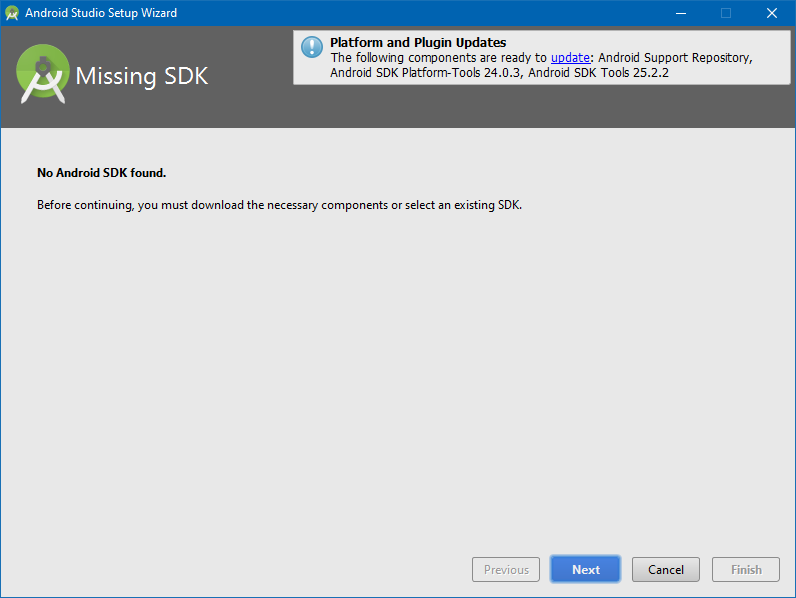 Android Studio Setup Wizard
Missing SDK
Platform and Plugin Updates
The following components are ready to update: Android Support Repository,
Android SDK Platform-Tools 24.0.3, Android SDK Tools 25.2.2
No Android SDK found.
Before continuing, you must download the necessary components or select an existing SDK.
Previous
Next
Cancel
Finish